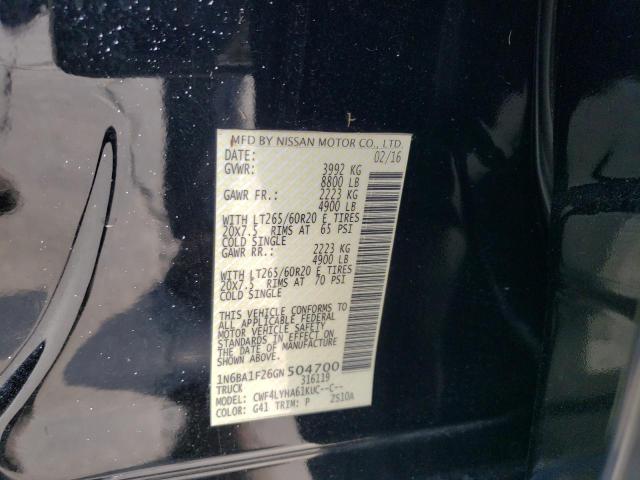 MFD BY NISSAN MOTOR CO., LTD.
DATE: 02/16
GVWR: 3992 KG
8800 LB
GAWR FR.: 2223 KG
4900 LB
WITH LT265/60R20 E TIRES
20X7.5 RIMS AT 65 PSI
COLD SINGLE
GAWR RR.: 2223 KG
4900 LB
WITH LT265/60R20 E TIRES
20X7.5 RIMS AT 70 PSI
COLD SINGLE
THIS VEHICLE CONFORMS TO
ALL APPLICABLE FEDERAL
MOTOR VEHICLE SAFETY
STANDARDS IN EFFECT ON
THE DATE OF MANUFACTURE
SHOWN ABOVE.
1N6BA1F26GN504700
TRUCK 316119
MODEL: CWF4LYHA61KUC--C--
COLOR: G41 TRIM: P 2S10A